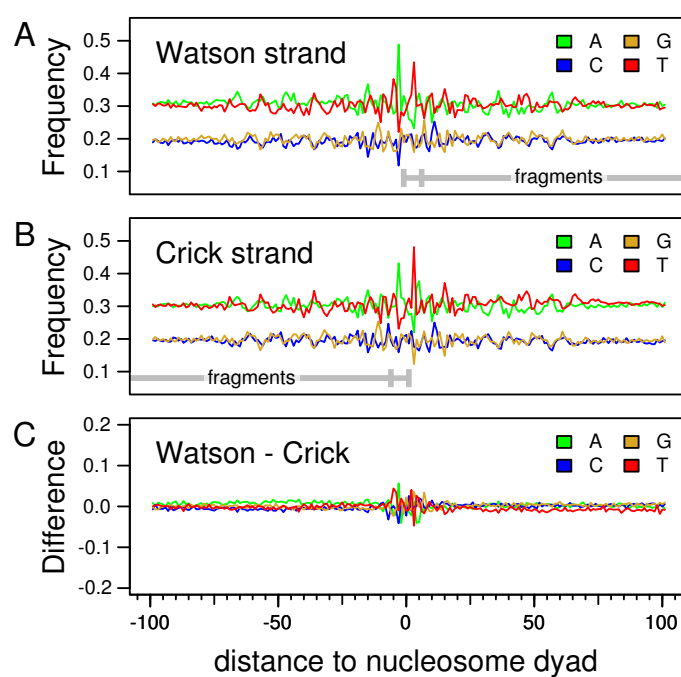 A
Watson strand
A G
C T
Frequency
0.5
0.4
0.3
0.2
0.1
fragments
B
Crick strand
A G
C T
Frequency
0.5
0.4
0.3
0.2
0.1
fragments
C
Watson - Crick
A G
C T
Difference
0.2
0.1
0.0
-0.1
-0.2
-100 -50 0 50 100
distance to nucleosome dyad